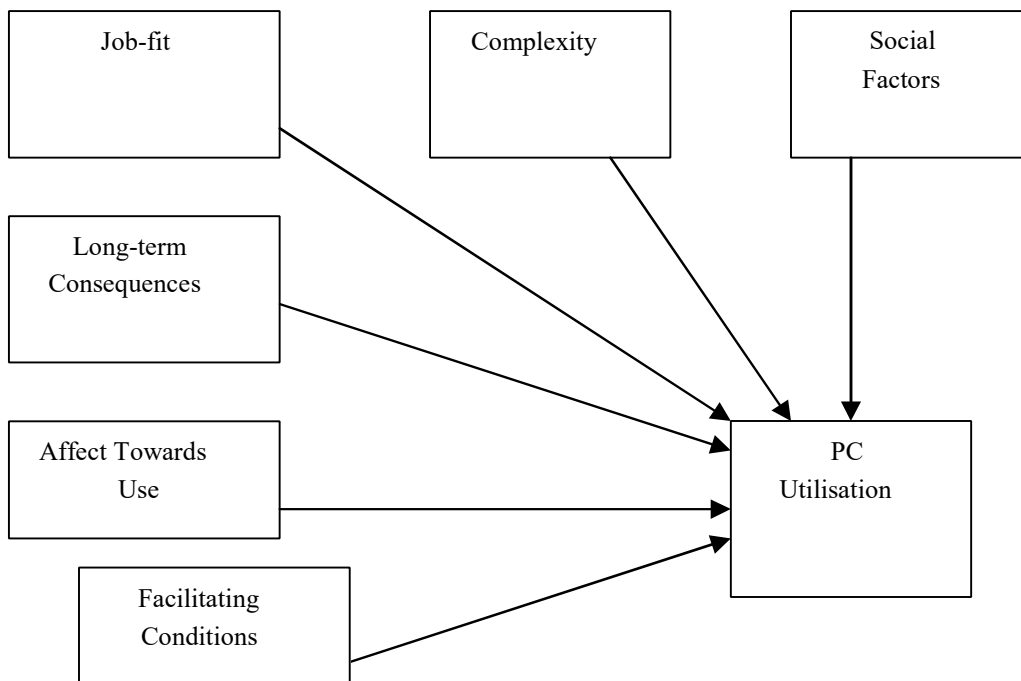 Job-fit
Complexity
Social
Factors
Long-term
Consequences
Affect Towards
Use
PC
Utilisation
Facilitating
Conditions